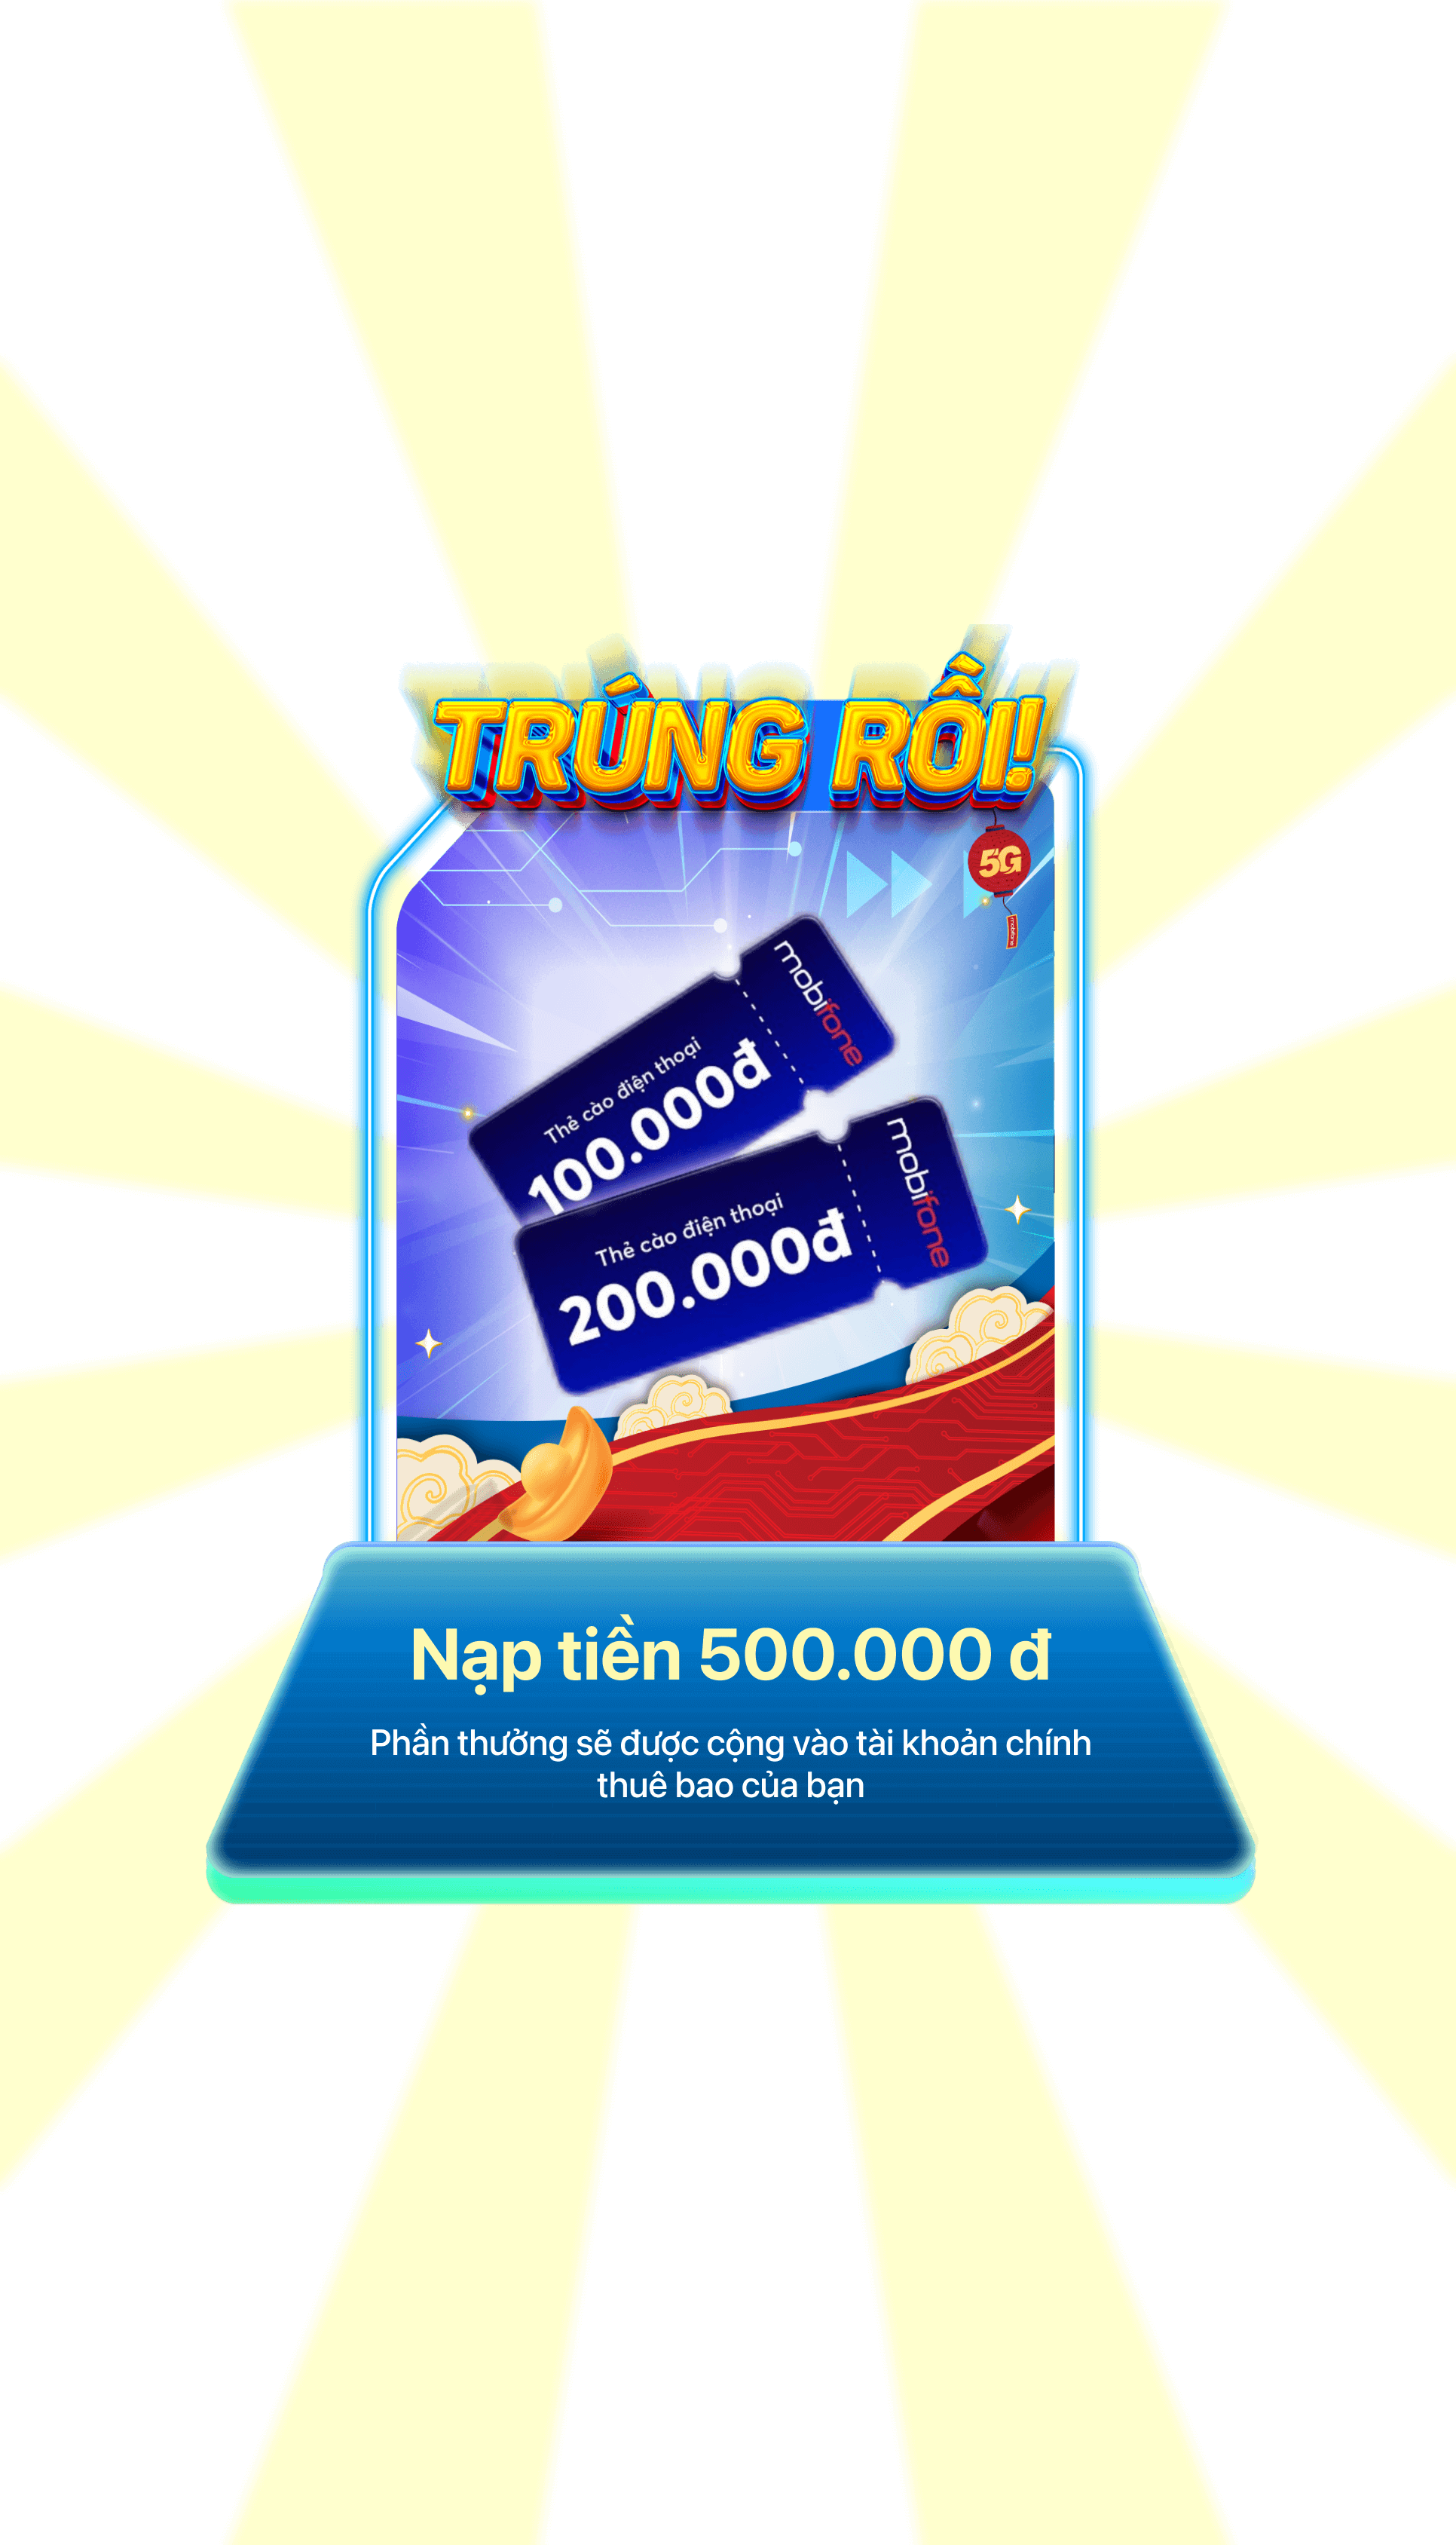 TRÚNG RỒI!
5G
mobifone
mobifone
Thẻ cào điện thoại
100.000đ
mobifone
Thẻ cào điện thoại
200.000đ
Nạp tiền 500.000 đ
Phần thưởng sẽ được cộng vào tài khoản chính
thuê bao của bạn